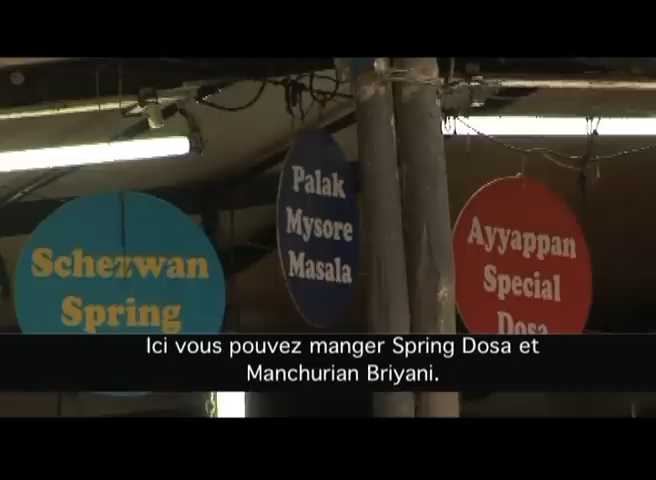 Schezwan
Spring
Palak
Mysore
Masala
Ayyappan
Special
Dosa
Ici vous pouvez manger Spring Dosa et
Manchurian Briyani.